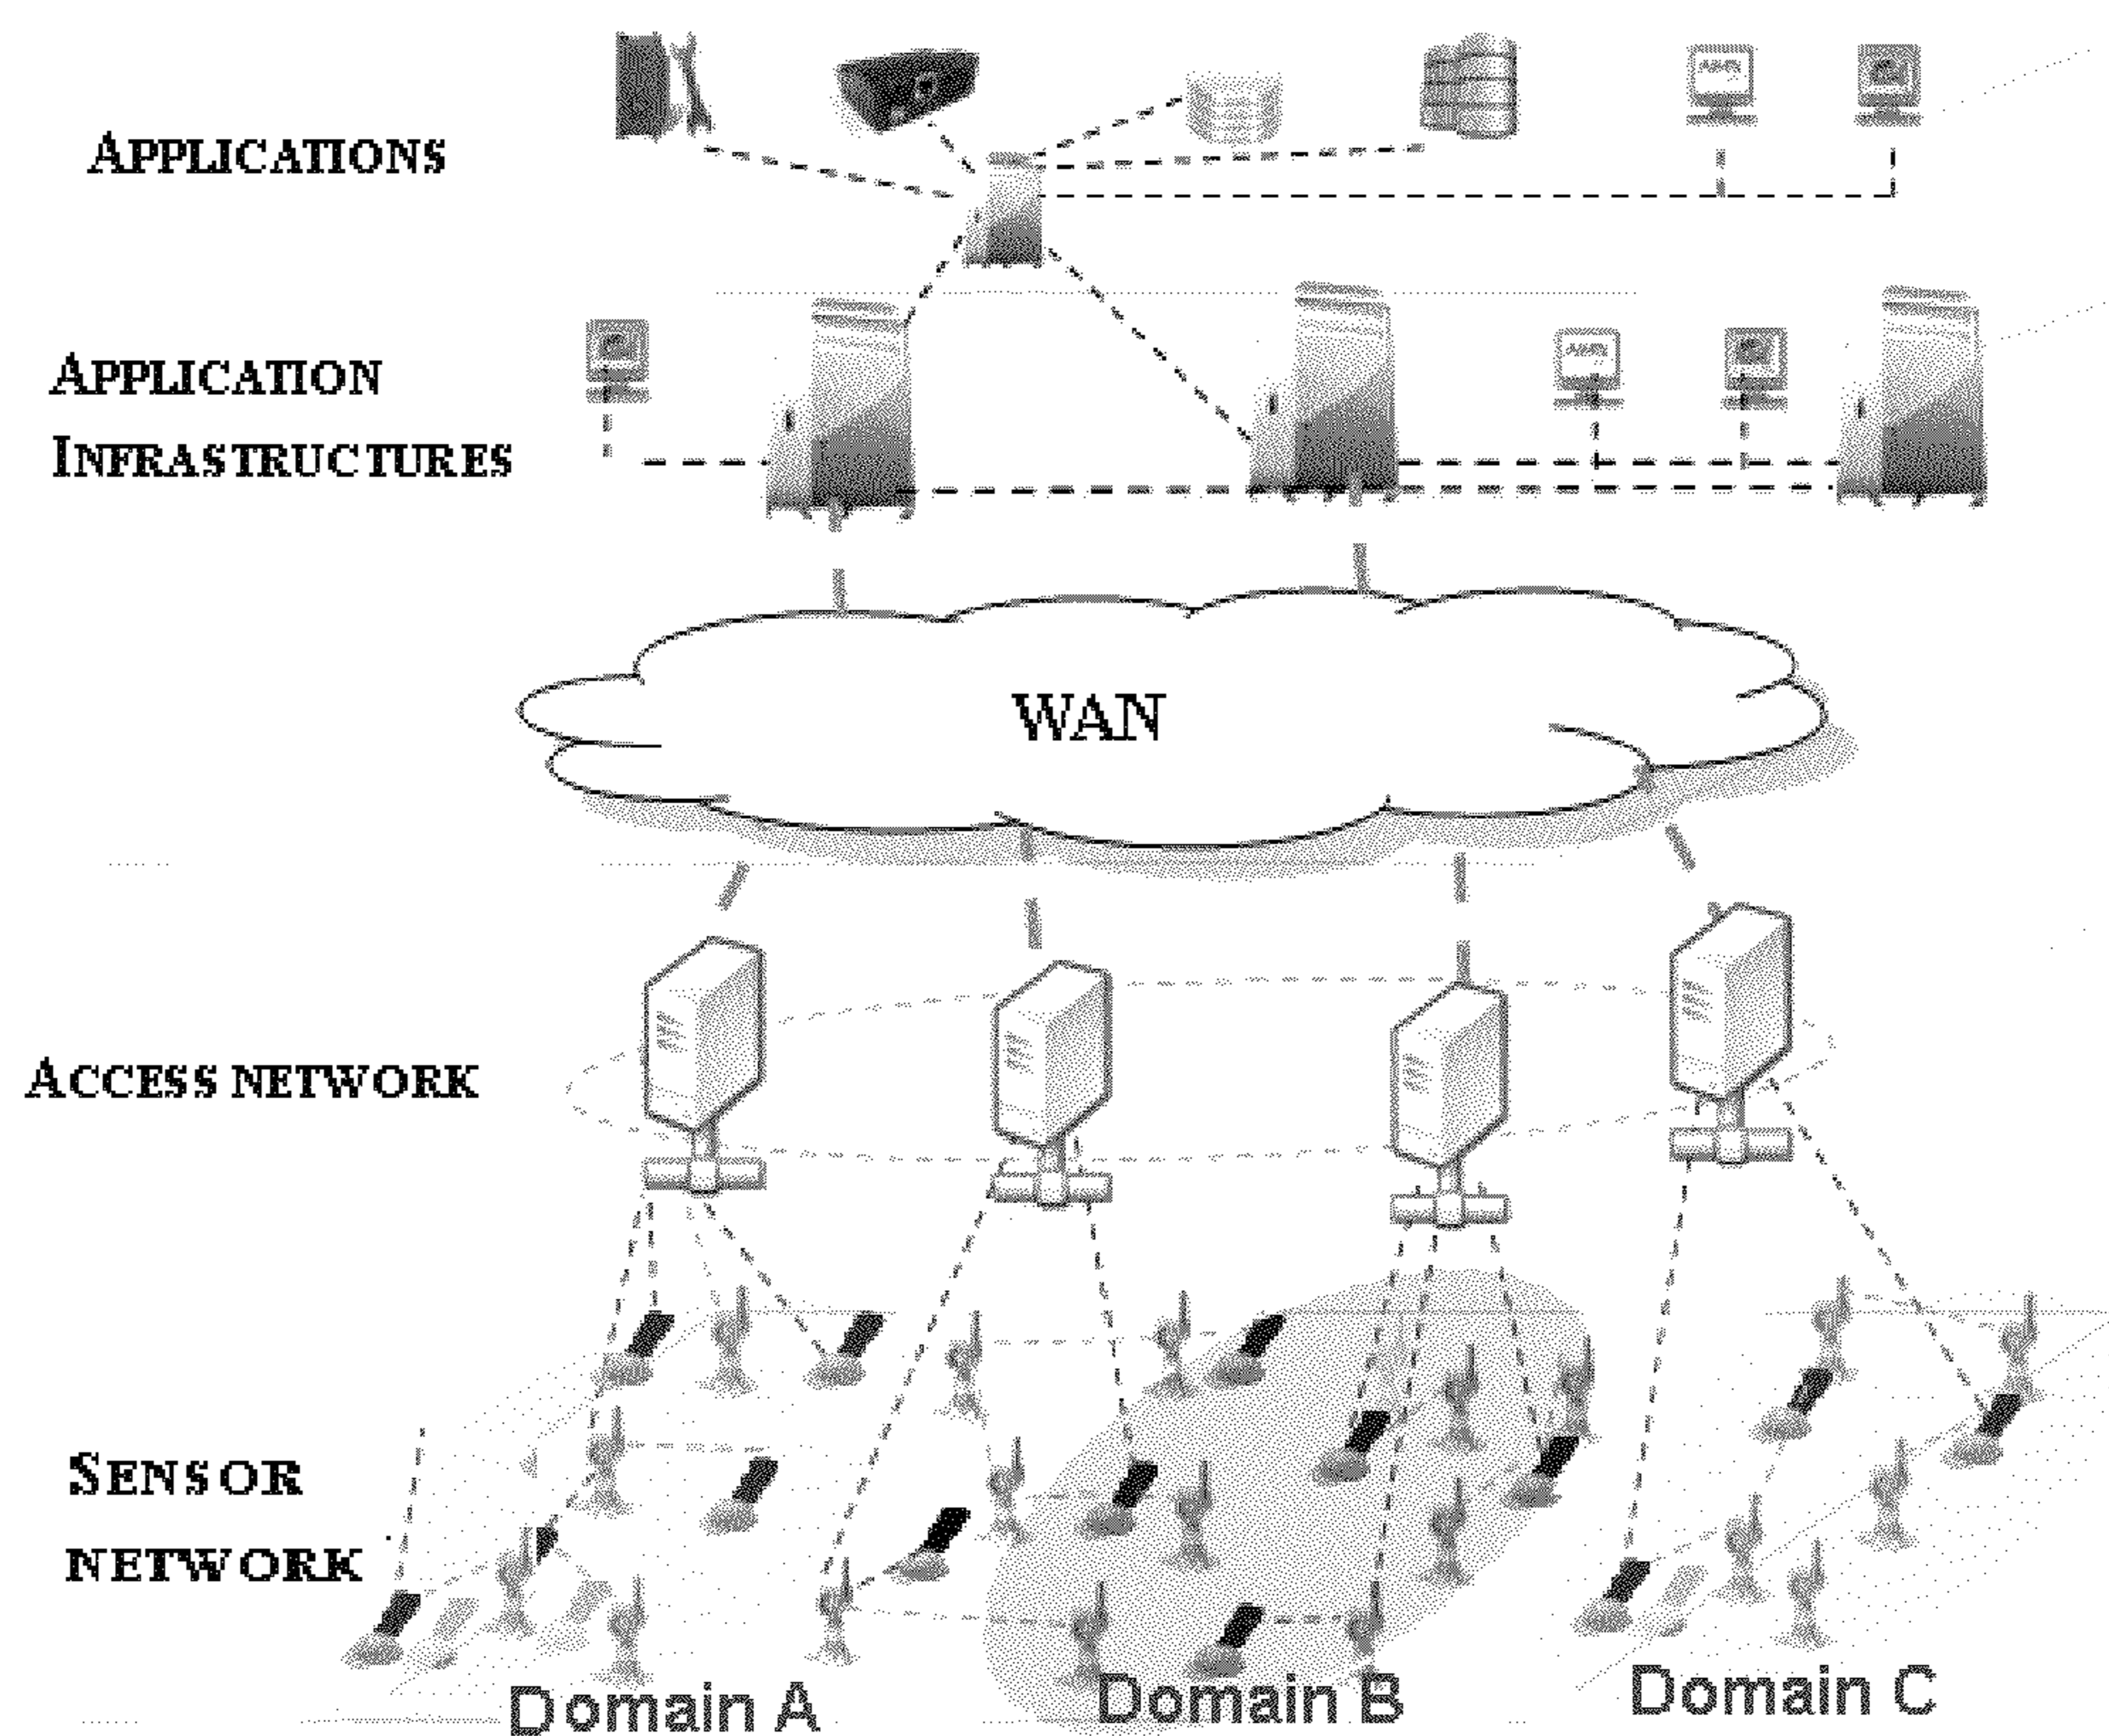 APPLICATIONS
APPLICATION
INFRASTRUCTURES
WAN
ACCESS NETWORK
SENSOR
NETWORK
Domain A
Domain B
Domain C